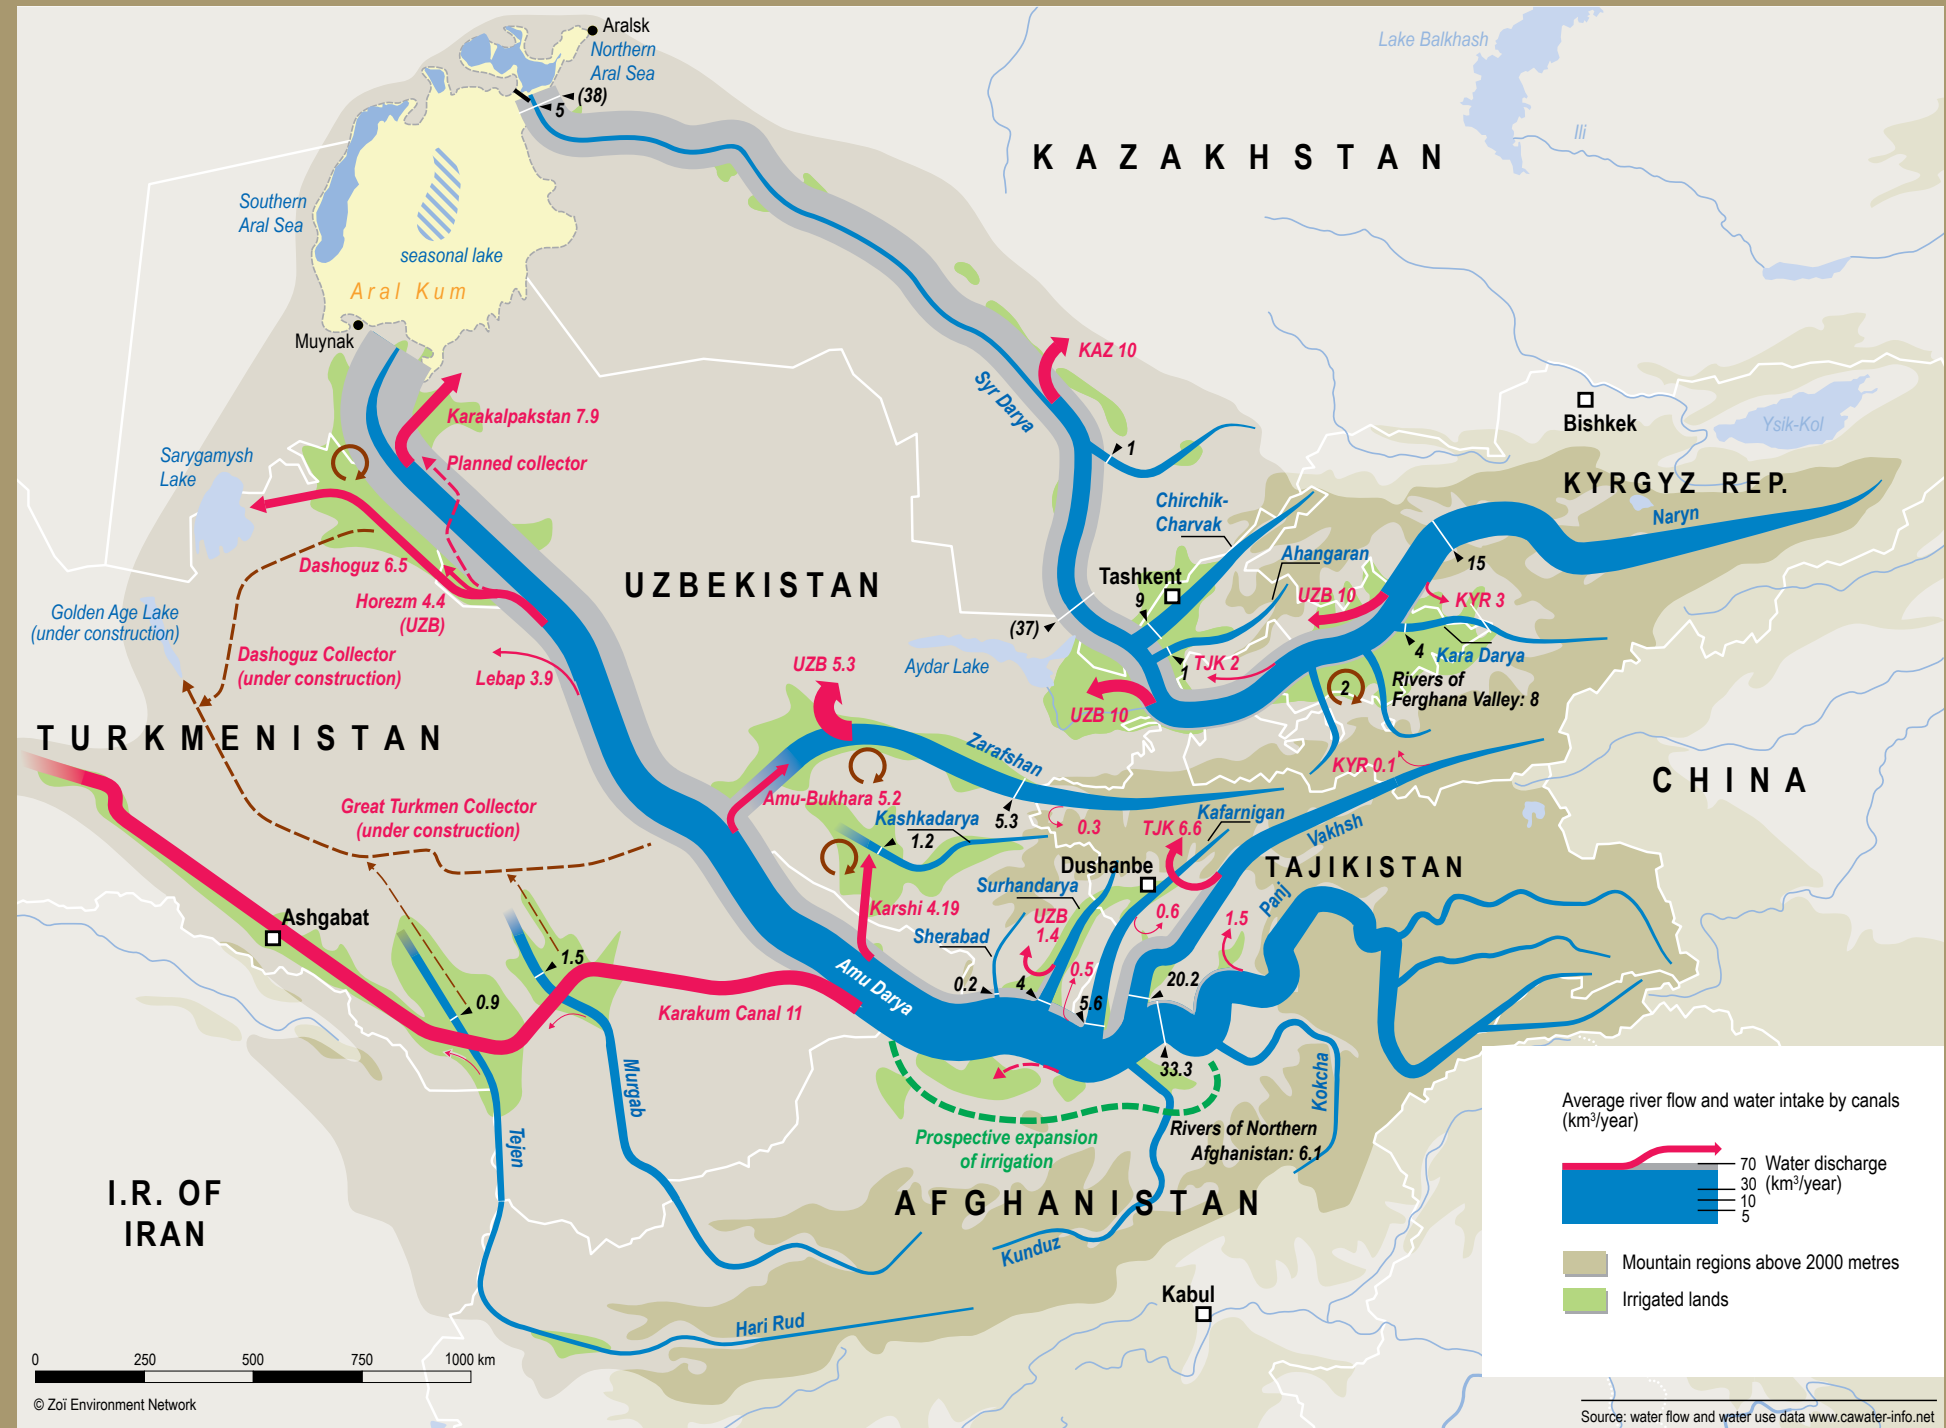 Aralsk
Northern
Aral Sea
(38)
5
Lake Balkhash
Ili
KAZAKHSTAN
Southern
Aral Sea
seasonal lake
Aral Kum
Muynak
KAZ 10
Syr Darya
Bishkek
Ysik-Kol
Karakalpakstan 7.9
Planned collector
Sarygamysh
Lake
1
KYRGYZ REP.
Naryn
Chirchik-
Charvak
Ahangaran
15
Dashoguz 6.5
Horezm 4.4
(UZB)
UZBEKISTAN
Tashkent
9
UZB 10
KYR 3
Golden Age Lake
(under construction)
(37)
4
Kara Darya
Dashoguz Collector
(under construction)
Lebap 3.9
UZB 5.3
Aydar Lake
TJK 2
1
2
Rivers of
Ferghana Valley: 8
UZB 10
TURKMENISTAN
Zarafshan
KYR 0.1
CHINA
Great Turkmen Collector
(under construction)
Amu-Bukhara 5.2
Kashkadarya
1.2
5.3
0.3
TJK 6.6
Kafarnigan
Vakhsh
Dushanbe
TAJIKISTAN
Surhandarya
Panj
Ashgabat
Karshi 4.19
UZB
1.4
0.6
1.5
Sherabad
1.5
Amu Darya
0.2
4
0.5
5.6
20.2
0.9
Karakum Canal 11
33.3
Murgab
Kokcha
Tejen
Prospective expansion
of irrigation
Rivers of Northern
Afghanistan: 6.1
I.R. OF
IRAN
AFGHANISTAN
Kunduz
Kabul
Hari Rud
Average river flow and water intake by canals
(km³/year)
70 Water discharge
30 (km³/year)
10
5
Mountain regions above 2000 metres
Irrigated lands
0 250 500 750 1000 km
© Zoï Environment Network
Source: water flow and water use data www.cawater-info.net